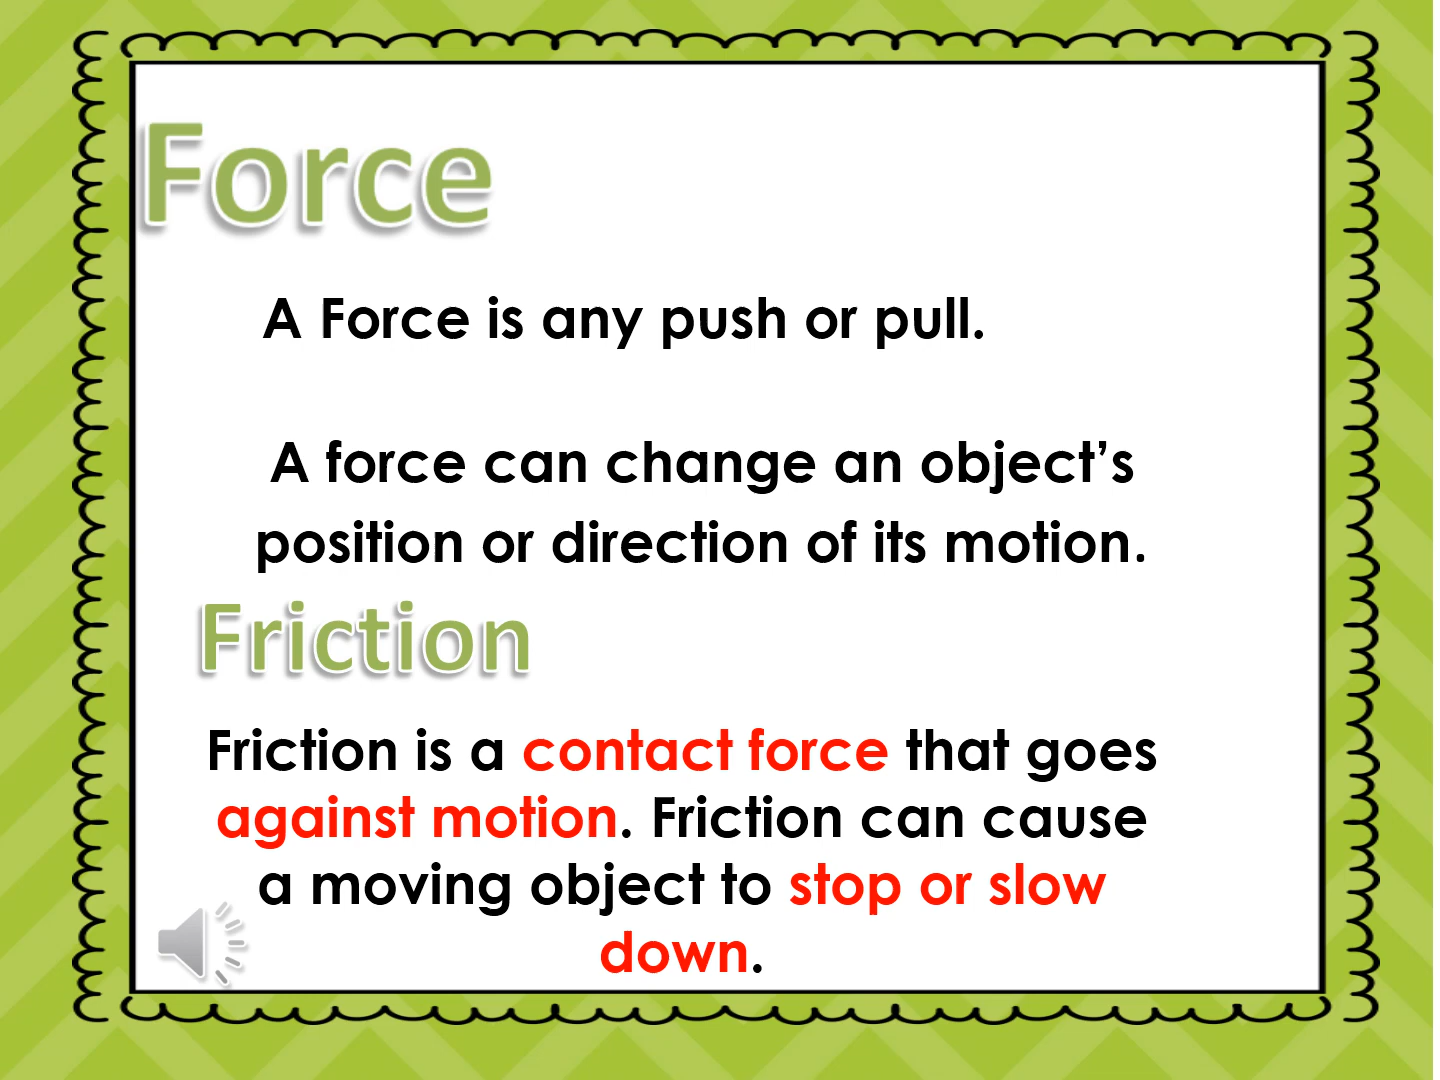 Force
A Force is any push or pull.
A force can change an object’s
position or direction of its motion.
Friction
Friction is a contact force that goes
against motion. Friction can cause
a moving object to stop or slow
down.